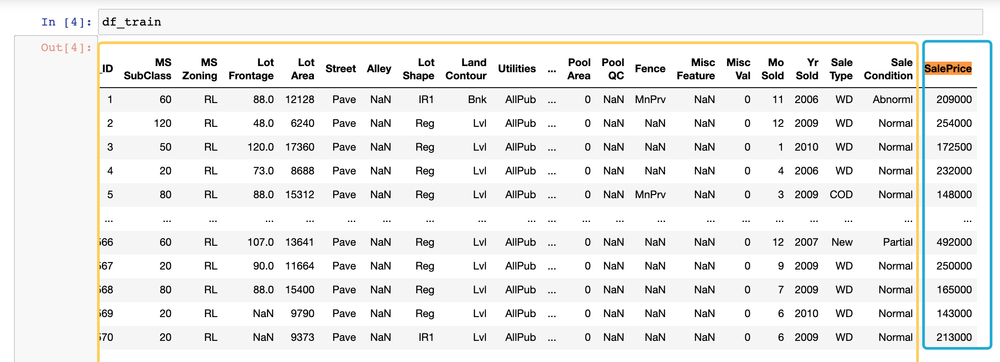 In [4]: df_train
Out[4]:
_ID MS SubClass MS Zoning Lot Frontage Lot Area Street Alley Lot Shape Land Contour Utilities ... Pool Area Pool QC Fence Misc Feature Misc Val Mo Sold Yr Sold Sale Type Sale Condition SalePrice
1 60 RL 88.0 12128 Pave NaN IR1 Bnk AllPub ... 0 NaN MnPrv NaN 0 11 2006 WD Abnorml 209000
2 120 RL 48.0 6240 Pave NaN Reg Lvl AllPub ... 0 NaN NaN NaN 0 12 2009 WD Normal 254000
3 50 RL 120.0 17360 Pave NaN Reg Lvl AllPub ... 0 NaN NaN NaN 0 1 2010 WD Normal 172500
4 20 RL 73.0 8688 Pave NaN Reg Lvl AllPub ... 0 NaN NaN NaN 0 4 2006 WD Normal 232000
5 80 RL 88.0 15312 Pave NaN Reg Lvl AllPub ... 0 NaN MnPrv NaN 0 3 2009 COD Normal 148000
... ... ... ... ... ... ... ... ... ... ... ... ... ... ... ... ... ... ... ... ...
566 60 RL 107.0 13641 Pave NaN Reg Lvl AllPub ... 0 NaN NaN NaN 0 12 2007 New Partial 492000
567 20 RL 90.0 11664 Pave NaN Reg Lvl AllPub ... 0 NaN NaN NaN 0 9 2009 WD Normal 250000
568 80 RL 88.0 15400 Pave NaN Reg Lvl AllPub ... 0 NaN NaN NaN 0 7 2009 WD Normal 165000
569 20 RL NaN 9790 Pave NaN Reg Lvl AllPub ... 0 NaN NaN NaN 0 6 2010 WD Normal 143000
570 20 RL NaN 9373 Pave NaN IR1 Lvl AllPub ... 0 NaN NaN NaN 0 6 2009 WD Normal 213000